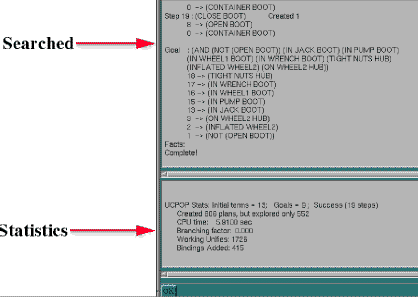 0 -> (CONTAINER BOOT)
Step 19 : (CLOSE BOOT) Created 1
8 -> (OPEN BOOT)
0 -> (CONTAINER BOOT)
Searched
Goal : (AND (NOT (OPEN BOOT)) (IN JACK BOOT) (IN PUMP BOOT)
(IN WHEEL1 BOOT) (IN WRENCH BOOT) (TIGHT NUTS HUB)
(INFLATED WHEEL2) (ON WHEEL2 HUB))
18 -> (TIGHT NUTS HUB)
17 -> (IN WRENCH BOOT)
16 -> (IN WHEEL1 BOOT)
15 -> (IN PUMP BOOT)
13 -> (IN JACK BOOT)
3 -> (ON WHEEL2 HUB)
2 -> (INFLATED WHEEL2)
1 -> (NOT (OPEN BOOT))
Facts:
Complete!
UCPOP Stats: Initial terms = 13; Goals = 9 ; Success (19 steps)
Created 806 plans, but explored only 552
CPU time: 5.9100 sec
Statistics
Branching factor: 0.000
Working Unifies: 1726
Bindings Added: 415